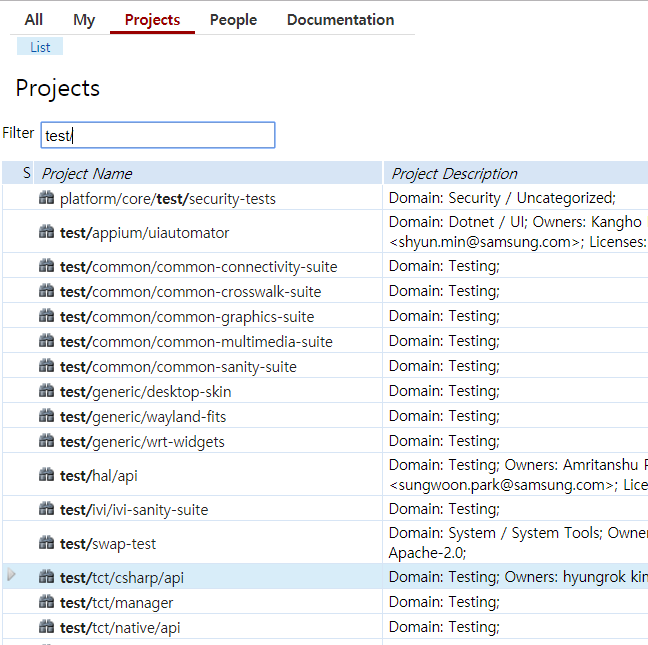 All My Projects People Documentation
List
Projects
Filter test/
S Project Name Project Description
platform/core/test/security-tests Domain: Security / Uncategorized;
test/appium/uiautomator Domain: Dotnet / UI; Owners: Kangho
<shyun.min@samsung.com>; Licenses:
test/common/common-connectivity-suite Domain: Testing;
test/common/common-crosswalk-suite Domain: Testing;
test/common/common-graphics-suite Domain: Testing;
test/common/common-multimedia-suite Domain: Testing;
test/common/common-sanity-suite Domain: Testing;
test/generic/desktop-skin Domain: Testing;
test/generic/wayland-fits Domain: Testing;
test/generic/wrt-widgets Domain: Testing;
test/hal/api Domain: Testing; Owners: Amritanshu
<sungwoon.park@samsung.com>;
test/ivi/ivi-sanity-suite Domain: Testing;
test/swap-test Domain: System / System Tools;
Apache-2.0;
test/tct/csharp/api Domain: Testing; Owners: hyungrok
test/tct/manager Domain: Testing;
test/tct/native/api Domain: Testing;